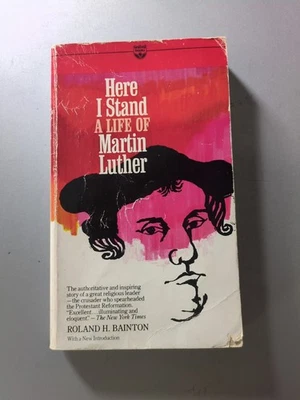 Here
I Stand
A LIFE OF
Martin
Luther
The authoritative and inspiring
story of a great religious leader
—the crusader who spearheaded
the Protestant Reformation.
"Excellent... illuminating and
eloquent."—The New York Times
ROLAND H. BAINTON
With a New Introduction